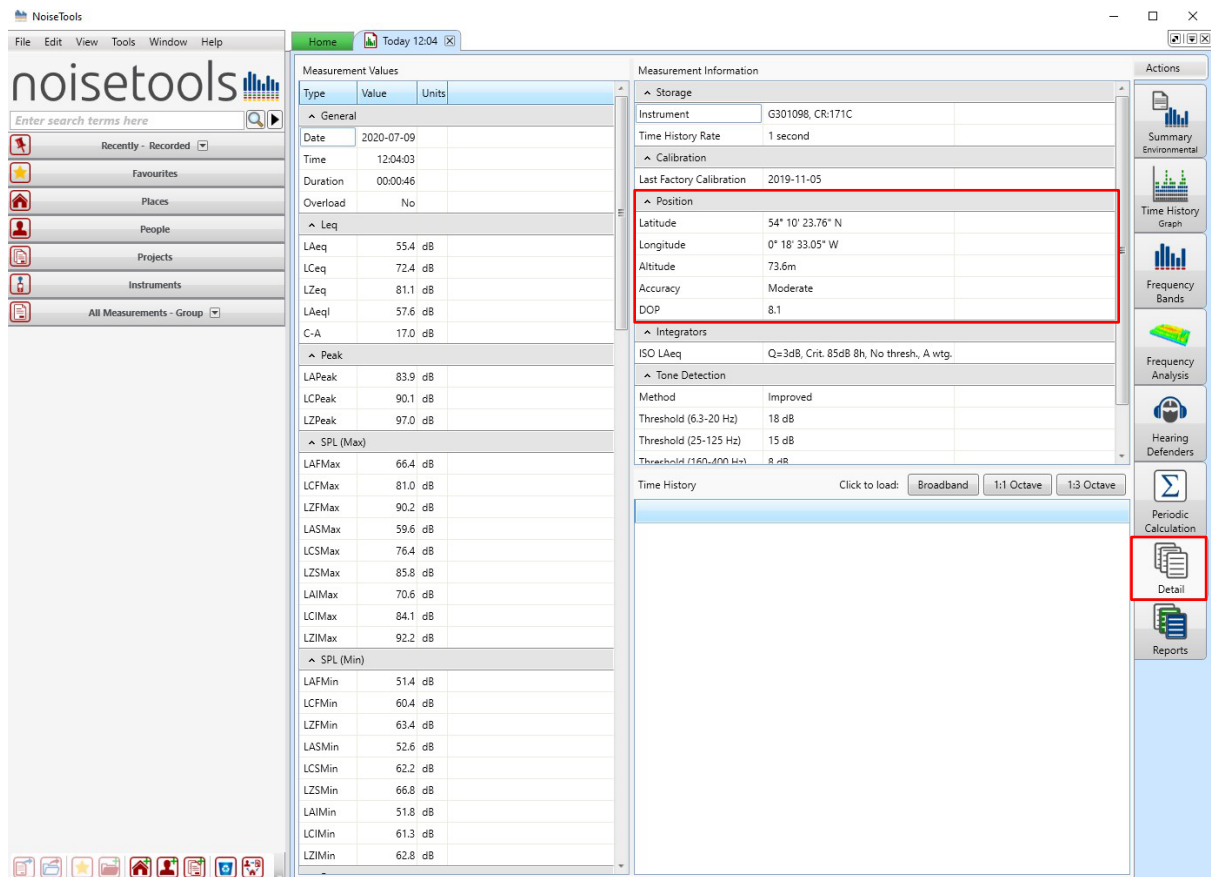 NoiseTools
File Edit View Tools Window Help
noisetools
Enter search terms here
Recently - Recorded
Favourites
Places
People
Projects
Instruments
All Measurements - Group
Home Today 12:04
Measurement Values
Type Value Units
General
Date 2020-07-09
Time 12:04:03
Duration 00:00:46
Overload No
Leq
LAeq 55.4 dB
LCeq 72.4 dB
LZeq 81.1 dB
LAeqI 57.6 dB
C-A 17.0 dB
Peak
LAPeak 83.9 dB
LCPeak 90.1 dB
LZPeak 97.0 dB
SPL (Max)
LAFMax 66.4 dB
LCFMax 81.0 dB
LZFMax 90.2 dB
LASMax 59.6 dB
LCSMax 76.4 dB
LZSMax 85.8 dB
LAIMax 70.6 dB
LCIMax 84.1 dB
LZIMax 92.2 dB
SPL (Min)
LAFMin 51.4 dB
LCFMin 60.4 dB
LZFMin 63.4 dB
LASMin 52.6 dB
LCSMin 62.2 dB
LZSMin 66.8 dB
LAIMin 51.8 dB
LCIMin 61.3 dB
LZIMin 62.8 dB
Measurement Information
Storage
Instrument G301098, CR:171C
Time History Rate 1 second
Calibration
Last Factory Calibration 2019-11-05
Position
Latitude 54° 10' 23.76" N
Longitude 0° 18' 33.05" W
Altitude 73.6m
Accuracy Moderate
DOP 8.1
Integrators
ISO LAeq Q=3dB, Crit. 85dB 8h, No thresh., A wtg.
Tone Detection
Method Improved
Threshold (6.3-20 Hz) 18 dB
Threshold (25-125 Hz) 15 dB
Threshold (160-400 Hz) 8 dB
Time History Click to load: Broadband 1:1 Octave 1:3 Octave
Actions
Summary
Environmental
Time History
Graph
Frequency
Bands
Frequency
Analysis
Hearing
Defenders
Periodic
Calculation
Detail
Reports